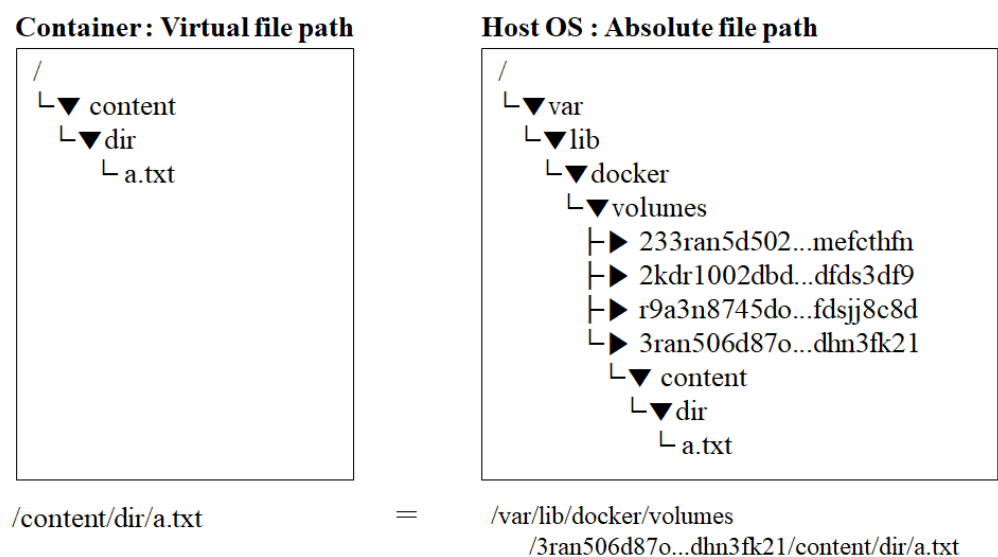 Container : Virtual file path
/
└▼ content
└▼dir
└ a.txt
/content/dir/a.txt
=
Host OS : Absolute file path
/
└▼var
└▼lib
└▼docker
└▼volumes
├▶ 233ran5d502...mefcthfn
├▶ 2kdr1002dbd...dfds3df9
├▶ r9a3n8745do...fdsjj8c8d
└▶ 3ran506d87o...dhn3fk21
└▼ content
└▼dir
└ a.txt
/var/lib/docker/volumes
/3ran506d87o...dhn3fk21/content/dir/a.txt